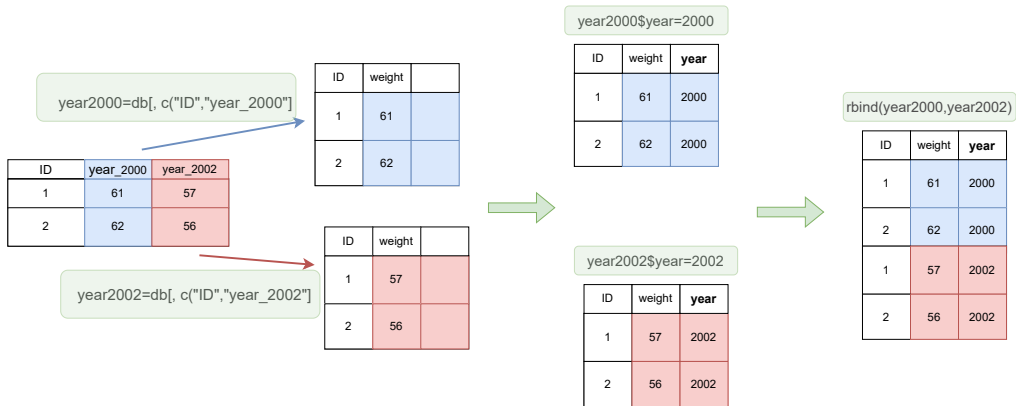 year2000$year=2000
year2000=db[, c("ID","year_2000"]
ID weight
1 61
2 62
ID year_2000 year_2002
1 61 57
2 62 56
year2002=db[, c("ID","year_2002"]
ID weight
1 57
2 56
ID weight year
1 61 2000
2 62 2000
year2002$year=2002
ID weight year
1 57 2002
2 56 2002
rbind(year2000,year2002)
ID weight year
1 61 2000
2 62 2000
1 57 2002
2 56 2002